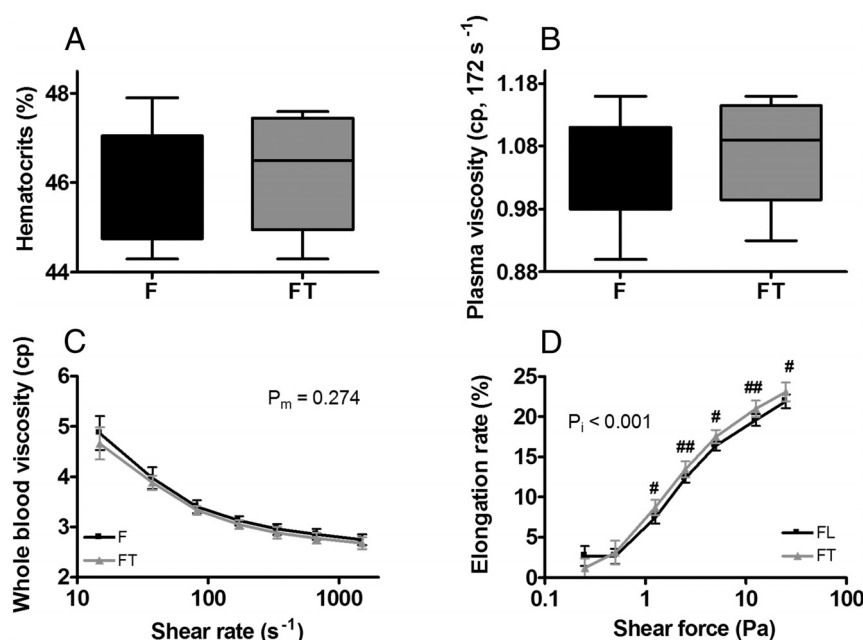 A
Hematocrits (%)
48
46
44
F
FT
B
Plasma viscosity (cp, 172 s⁻¹)
1.18
1.08
0.98
0.88
F
FT
C
Whole blood viscosity (cp)
6
5
4
3
2
Pₘ = 0.274
F
FT
10
100
1000
Shear rate (s⁻¹)
D
Elongation rate (%)
25
20
15
10
5
0
Pᵢ < 0.001
#
##
#
##
#
FL
FT
0.1
1
10
Shear force (Pa)